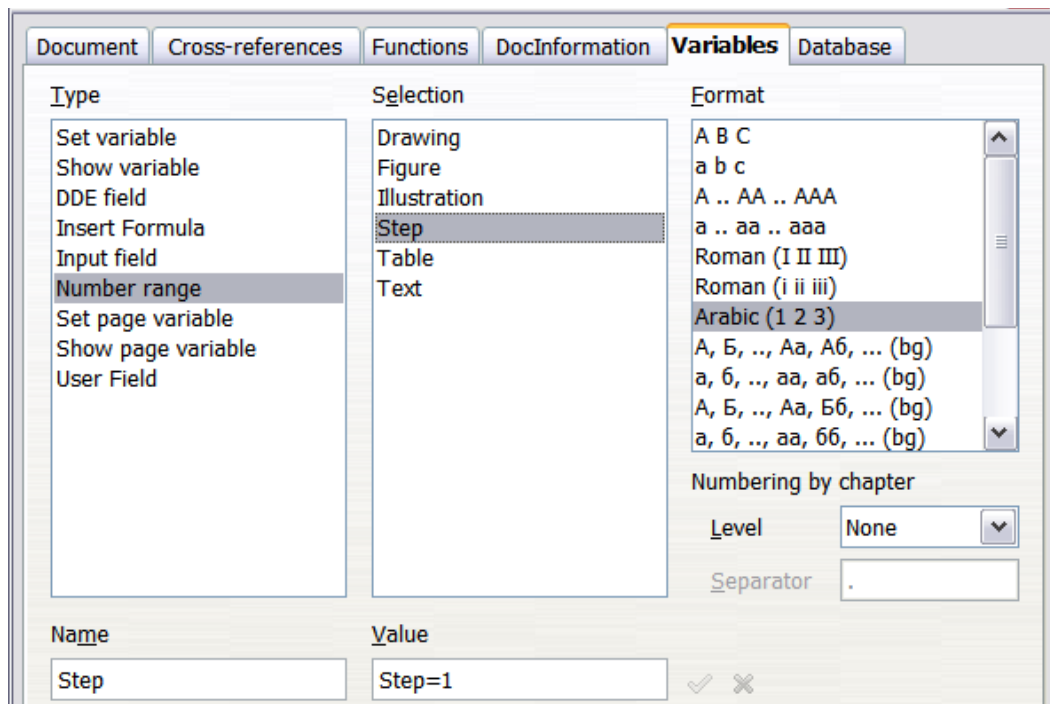 Document Cross-references Functions DocInformation Variables Database
Type
Set variable
Show variable
DDE field
Insert Formula
Input field
Number range
Set page variable
Show page variable
User Field
Selection
Drawing
Figure
Illustration
Step
Table
Text
Format
A B C
a b c
A .. AA .. AAA
a .. aa .. aaa
Roman (I II III)
Roman (i ii iii)
Arabic (1 2 3)
А, Б, .., Аа, Аб, ... (bg)
а, б, .., аа, аб, ... (bg)
А, Б, .., Аа, Бб, ... (bg)
а, б, .., аа, бб, ... (bg)
Numbering by chapter
Level None
Separator .
Name
Step
Value
Step=1